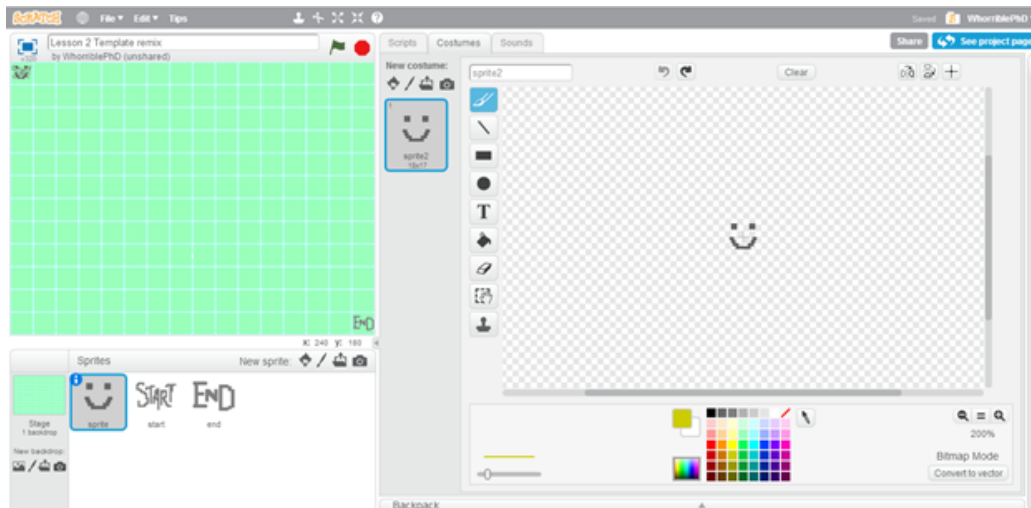 SCRATCH File Edit Tips
Saved WhorriblePhD
Lesson 2 Template remix
by WhorriblePhD (unshared)
Scripts Costumes Sounds
Share See project page
New costume:
sprite2
Clear
1
sprite2
T
END
X: 240 y: 180
Sprites New sprite:
sprite
START
start
END
end
Stage
1 backdrop
New backdrop:
200%
Bitmap Mode
Convert to vector
Backpack